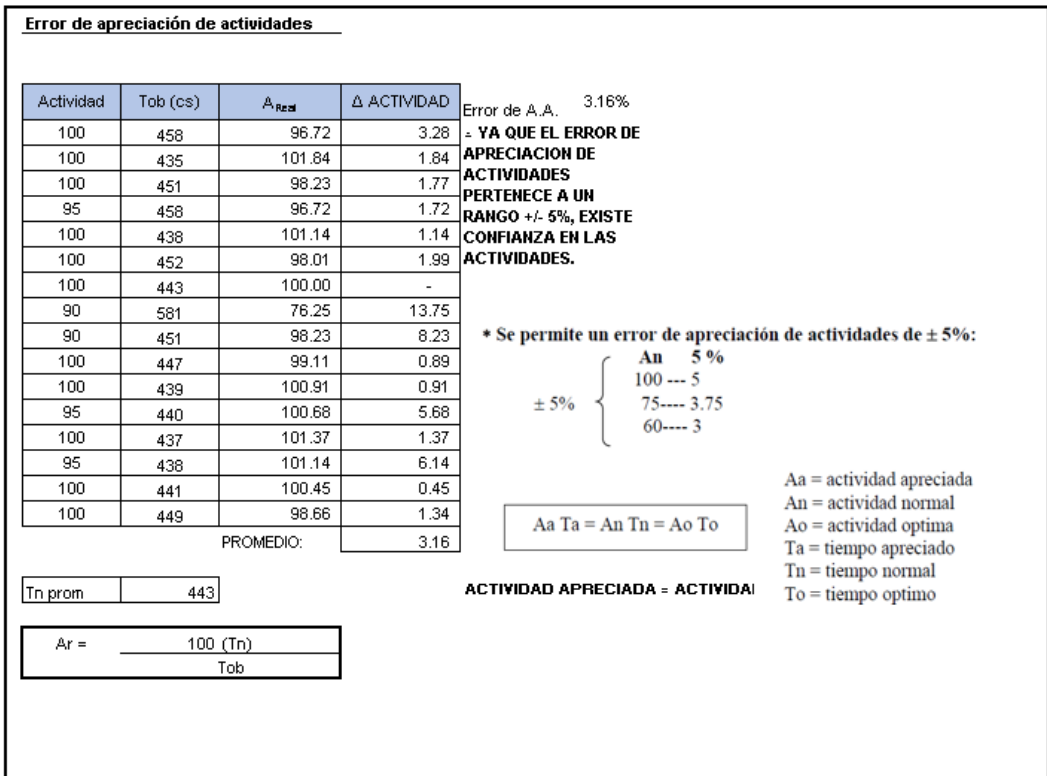 Error de apreciación de actividades
Actividad Tob (cs) A Real Δ ACTIVIDAD
100 458 96.72 3.28
100 435 101.84 1.84
100 451 98.23 1.77
95 458 96.72 1.72
100 438 101.14 1.14
100 452 98.01 1.99
100 443 100.00 -
90 581 76.25 13.75
90 451 98.23 8.23
100 447 99.11 0.89
100 439 100.91 0.91
95 440 100.68 5.68
100 437 101.37 1.37
95 438 101.14 6.14
100 441 100.45 0.45
100 449 98.66 1.34
PROMEDIO: 3.16
Tn prom 443
Ar = 100 (Tn)
Tob
Error de A.A. 3.16%
= YA QUE EL ERROR DE
APRECIACION DE
ACTIVIDADES
PERTENECE A UN
RANGO +/- 5%, EXISTE
CONFIANZA EN LAS
ACTIVIDADES.
* Se permite un error de apreciación de actividades de ± 5%:
An 5 %
100 --- 5
± 5% 75---- 3.75
60---- 3
Aa Ta = An Tn = Ao To
Aa = actividad apreciada
An = actividad normal
Ao = actividad optima
Ta = tiempo apreciado
Tn = tiempo normal
To = tiempo optimo
ACTIVIDAD APRECIADA = ACTIVIDA